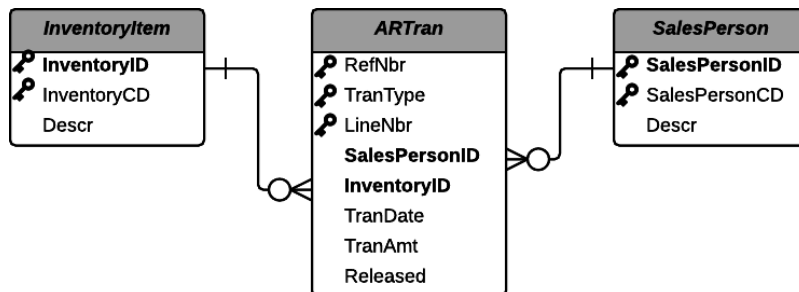 InventoryItem
InventoryID
InventoryCD
Descr
ARTran
RefNbr
TranType
LineNbr
SalesPersonID
InventoryID
TranDate
TranAmt
Released
SalesPerson
SalesPersonID
SalesPersonCD
Descr